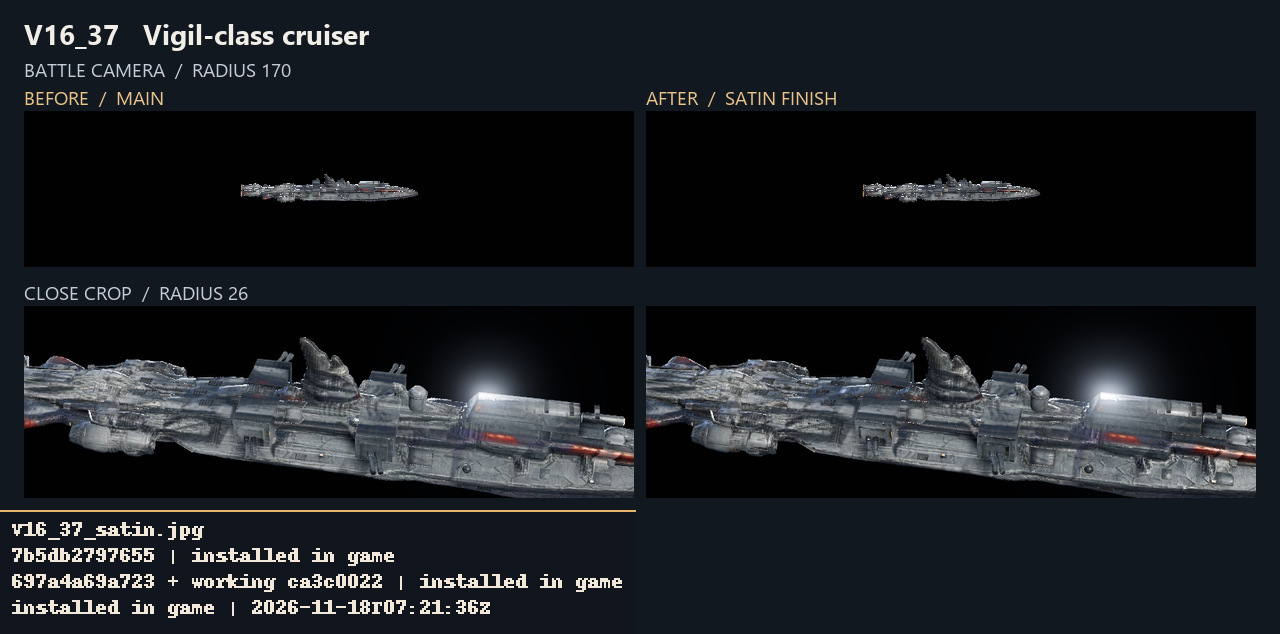 V16_37 Vigil-class cruiser
BATTLE CAMERA / RADIUS 170
BEFORE / MAIN
AFTER / SATIN FINISH
CLOSE CROP / RADIUS 26
V16_37_satin.jpg
7b5db2797655 | installed in game
697a4a69a723 + working ca3c0022 | installed in game
installed in game | 2026-11-18T07:21:36Z